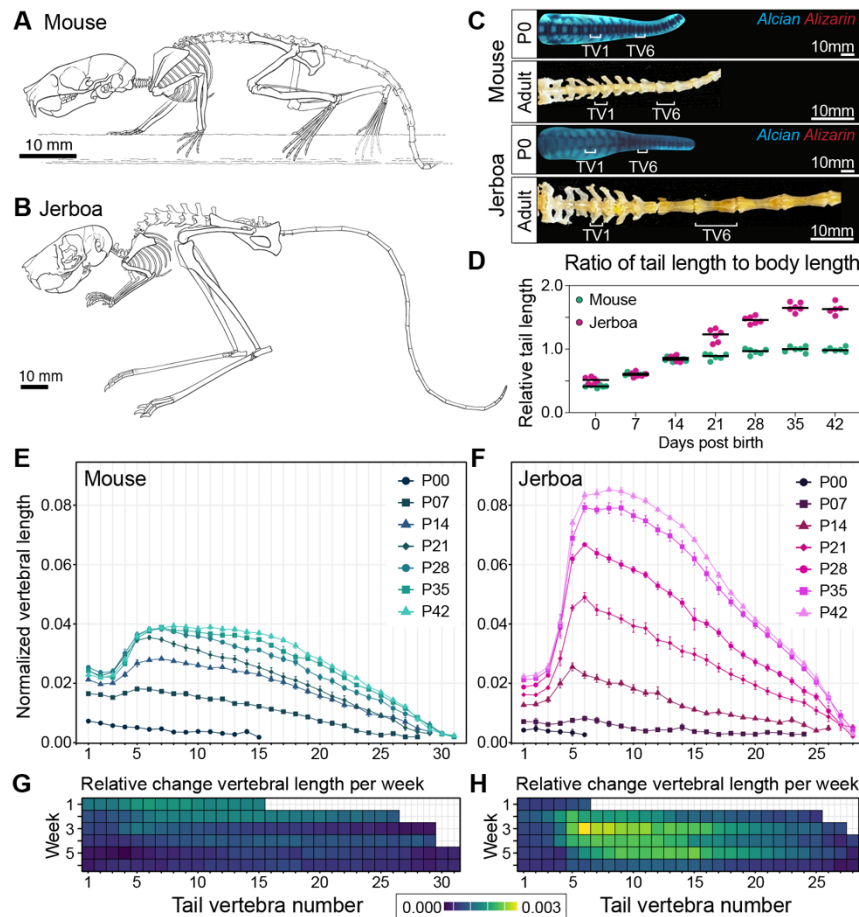 A Mouse
10 mm
B Jerboa
10 mm
C
Mouse
P0
Alcian Alizarin
TV1 TV6
10mm
Adult
TV1 TV6
10mm
Jerboa
P0
Alcian Alizarin
TV1 TV6
10mm
Adult
TV1 TV6
10mm
D Ratio of tail length to body length
Relative tail length
2.0
1.0
0.0
Mouse
Jerboa
0 7 14 21 28 35 42
Days post birth
E Mouse
Normalized vertebral length
0.08
0.06
0.04
0.02
0.00
P00
P07
P14
P21
P28
P35
P42
1 5 10 15 20 25 30
F Jerboa
0.08
0.06
0.04
0.02
0.00
P00
P07
P14
P21
P28
P35
P42
1 5 10 15 20 25
G Relative change vertebral length per week
Week
1
3
5
1 5 10 15 20 25 30
Tail vertebra number
H Relative change vertebral length per week
Week
1
3
5
1 5 10 15 20 25
Tail vertebra number
0.000 0.003